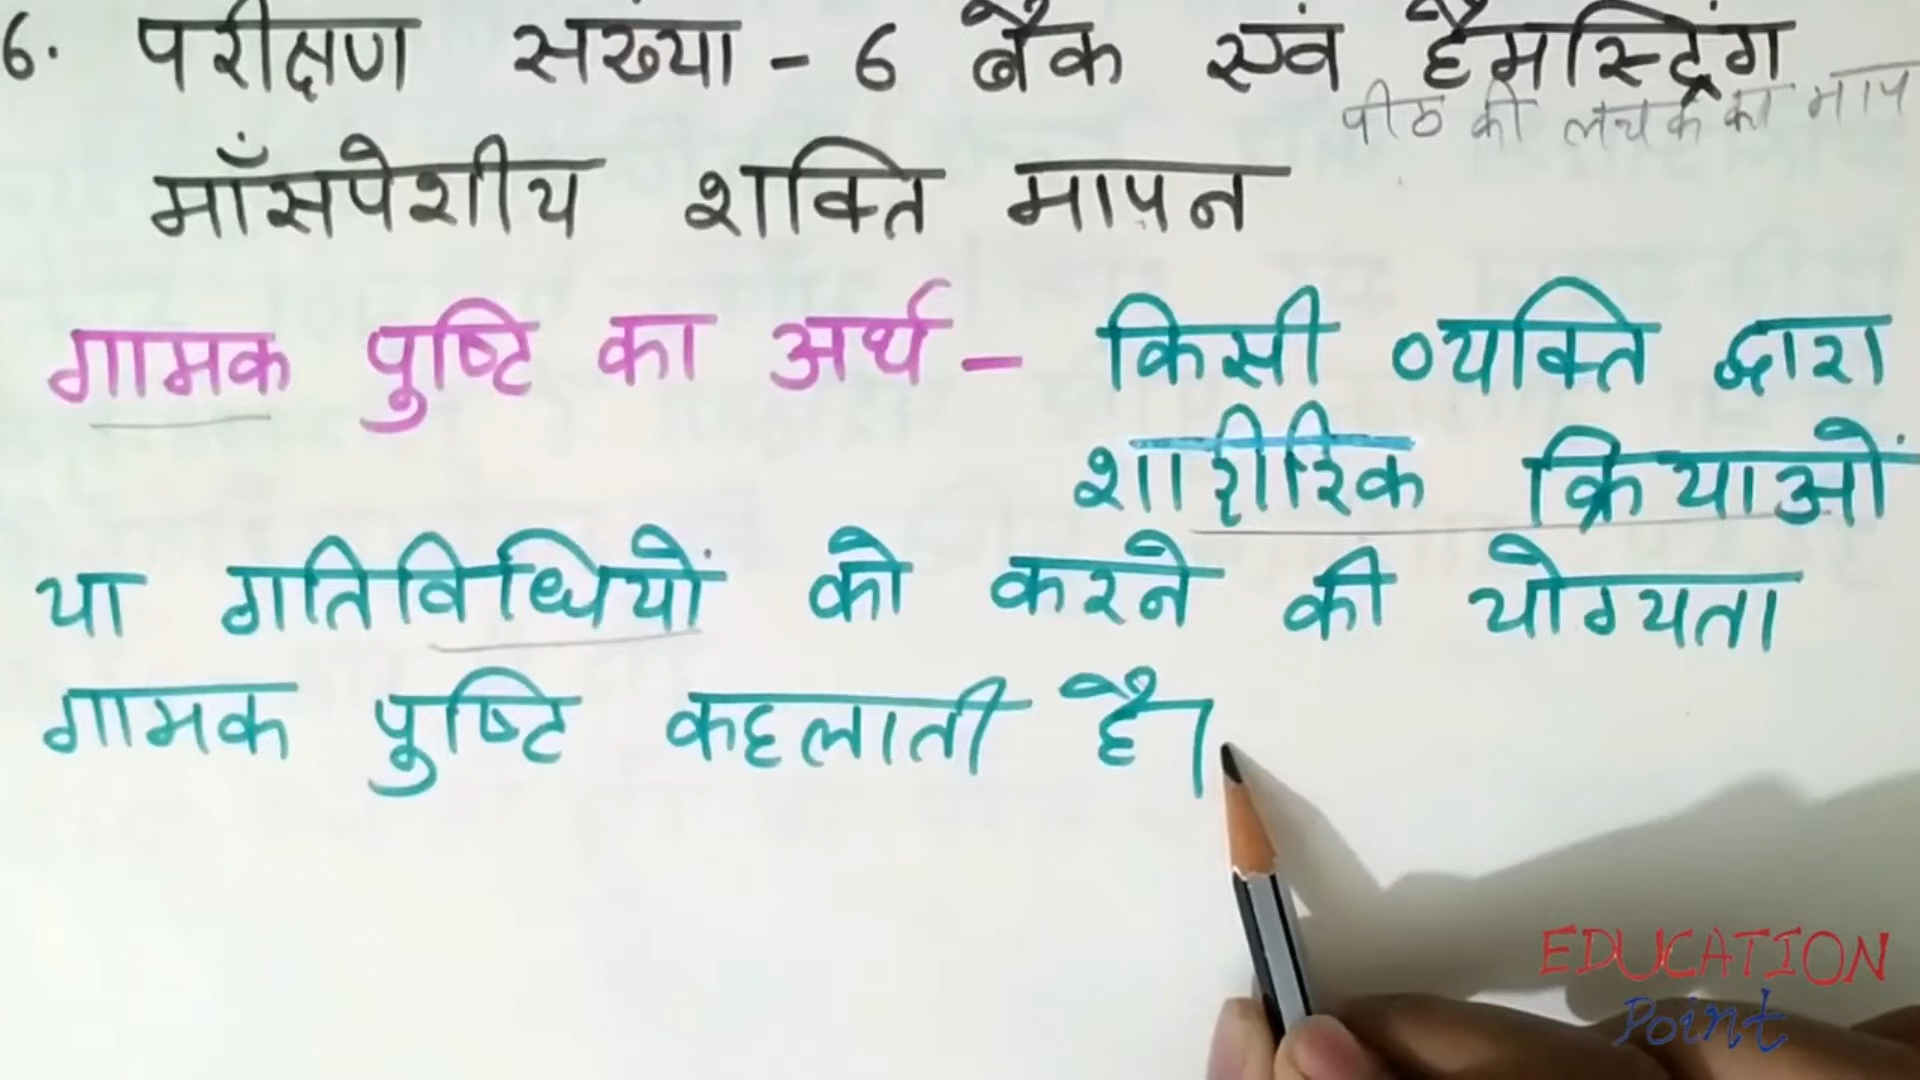 6. परीक्षण संख्या - 6 बैक एवं हैमस्ट्रिंग
पीठ की लचक का माप
माँसपेशीय शक्ति मापन
गामक पुष्टि का अर्थ - किसी व्यक्ति द्वारा
शारीरिक क्रियाओं
या गतिविधियों को करने की योग्यता
गामक पुष्टि कहलाती है।
EDUCATION
Point